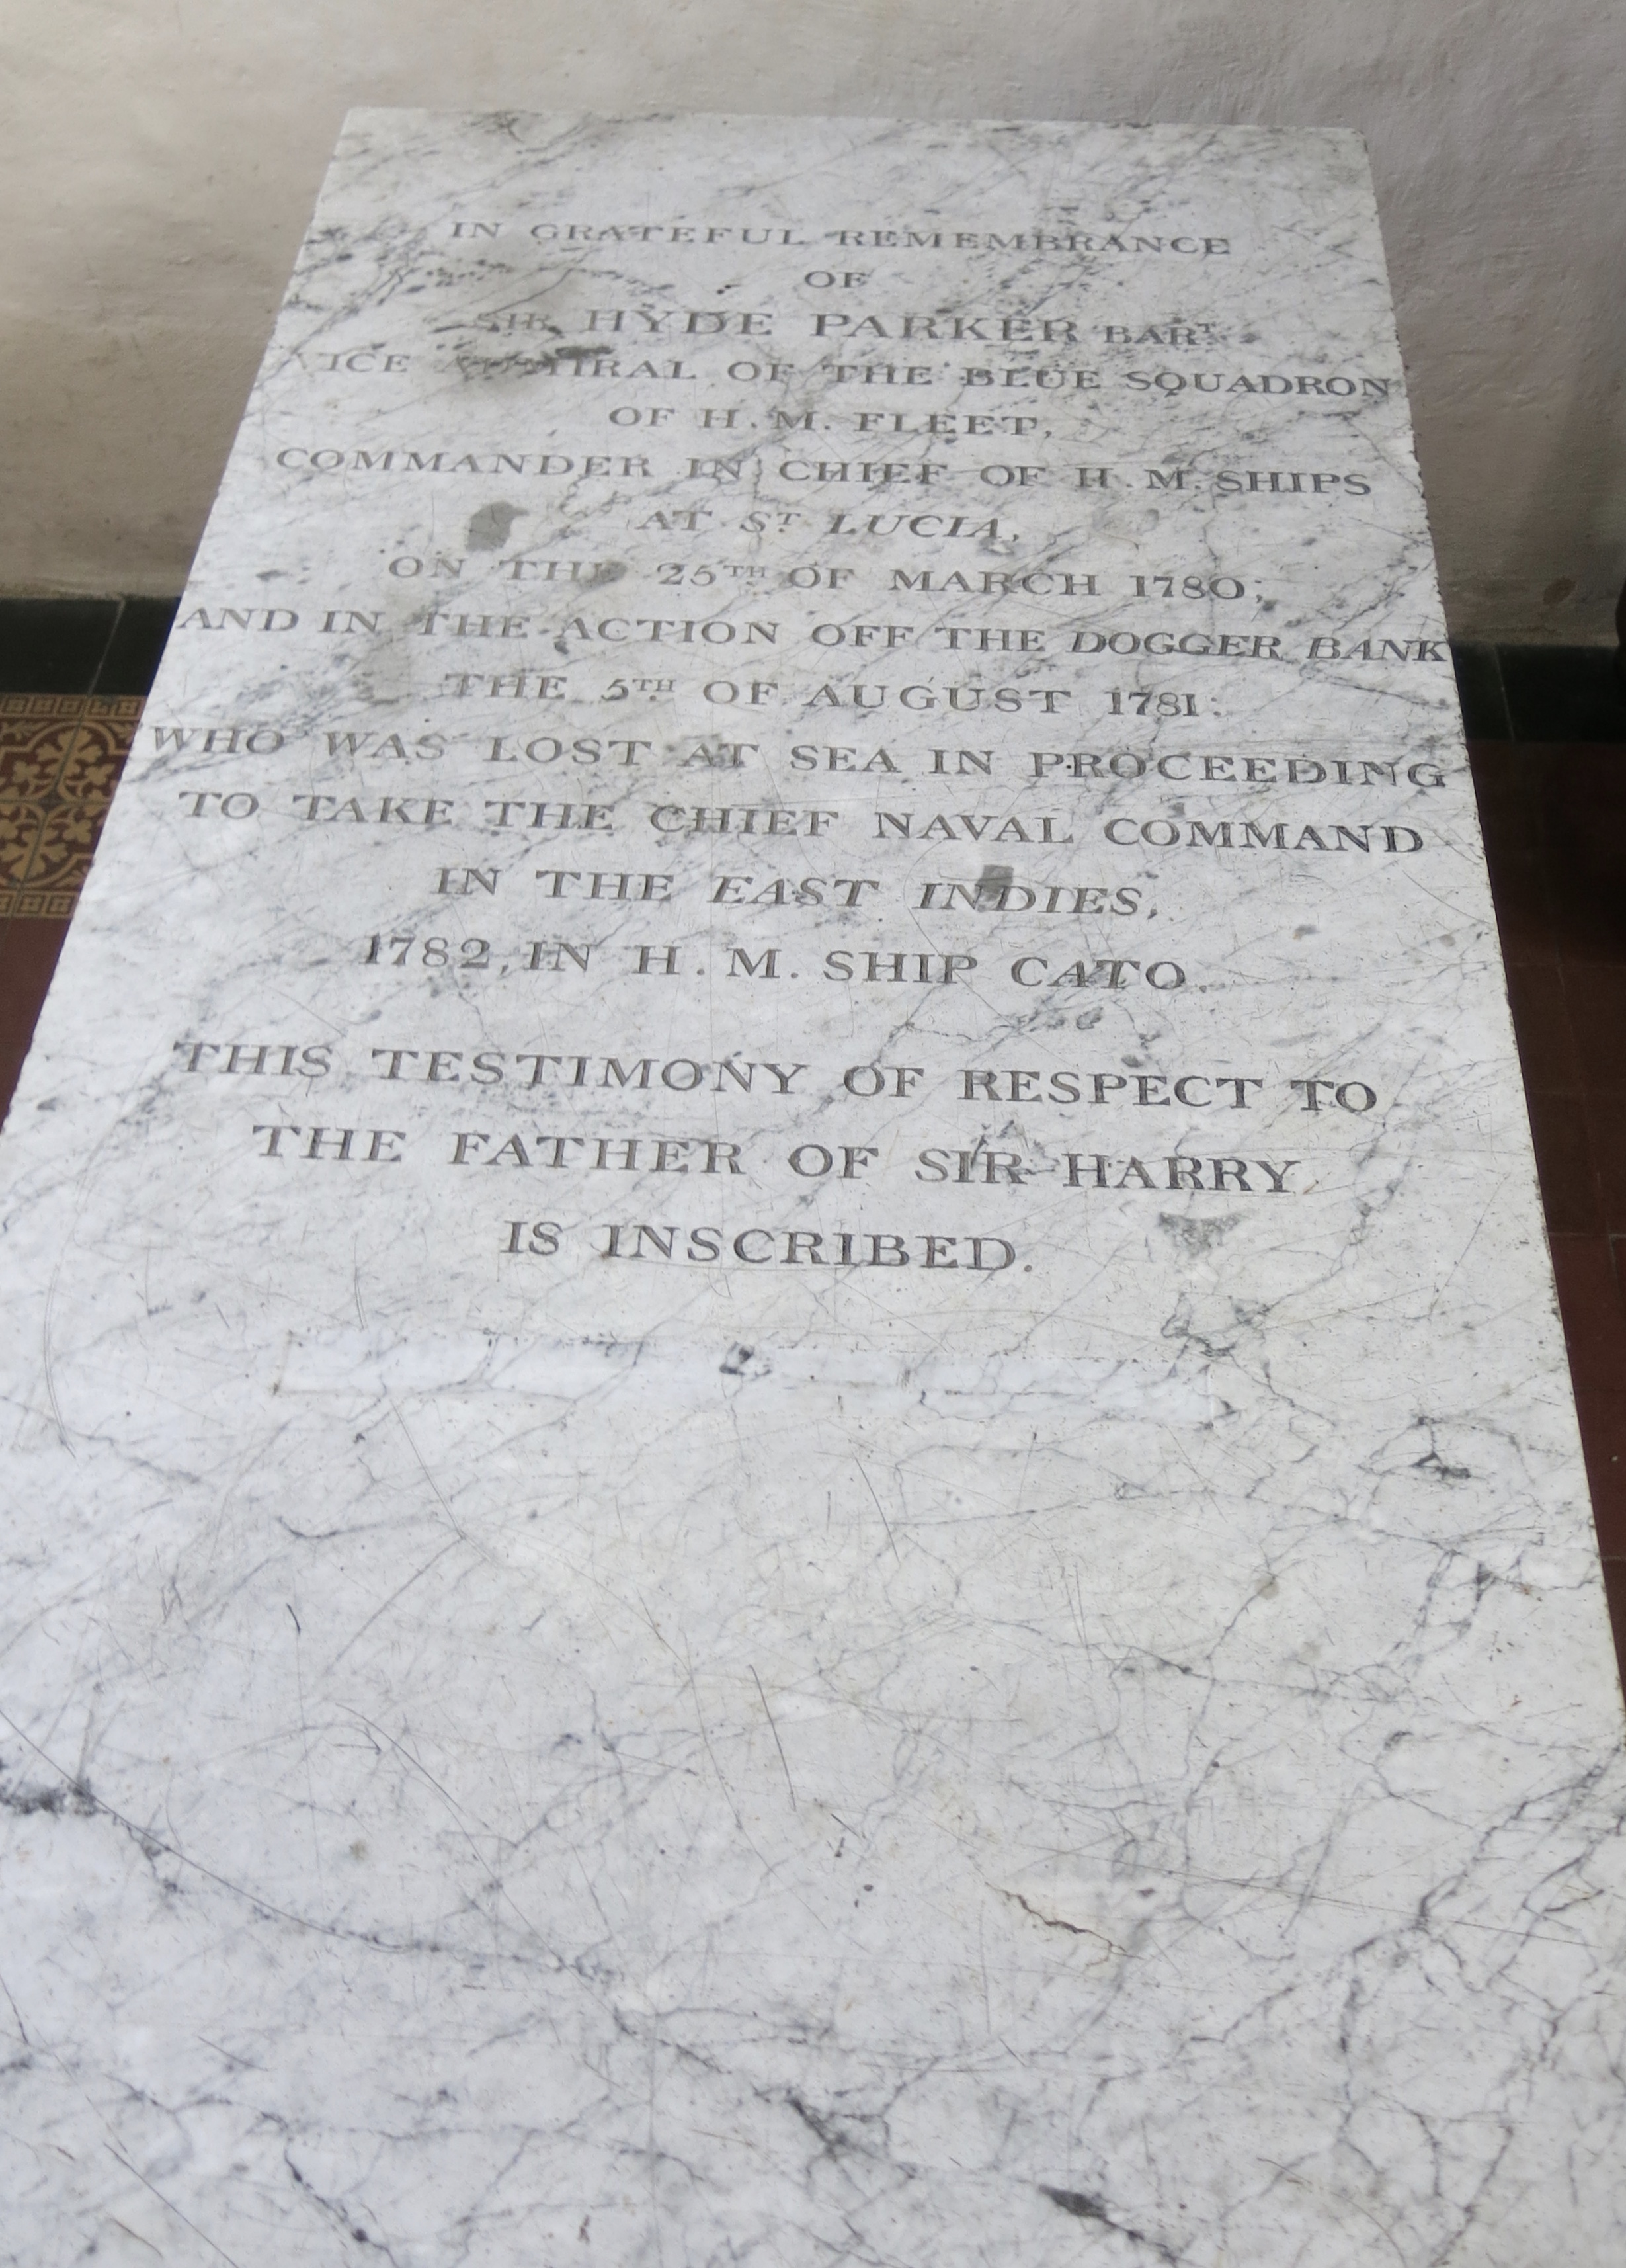 IN GRATEFUL REMEMBRANCE
OF
SIR HYDE PARKER BART
VICE ADMIRAL OF THE BLUE SQUADRON
OF H.M. FLEET,
COMMANDER IN CHIEF OF H.M. SHIPS
AT ST LUCIA,
ON THE 25TH OF MARCH 1780;
AND IN THE ACTION OFF THE DOGGER BANK
THE 5TH OF AUGUST 1781:
WHO WAS LOST AT SEA IN PROCEEDING
TO TAKE THE CHIEF NAVAL COMMAND
IN THE EAST INDIES,
1782, IN H.M. SHIP CATO.
THIS TESTIMONY OF RESPECT TO
THE FATHER OF SIR HARRY
IS INSCRIBED.